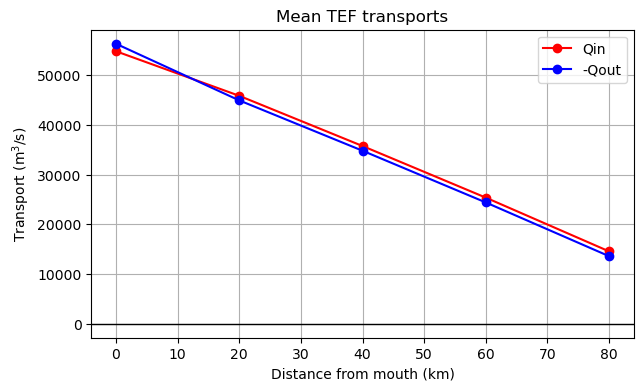 Mean TEF transports
Qin
-Qout
Transport (m³/s)
50000
40000
30000
20000
10000
0
0 10 20 30 40 50 60 70 80
Distance from mouth (km)